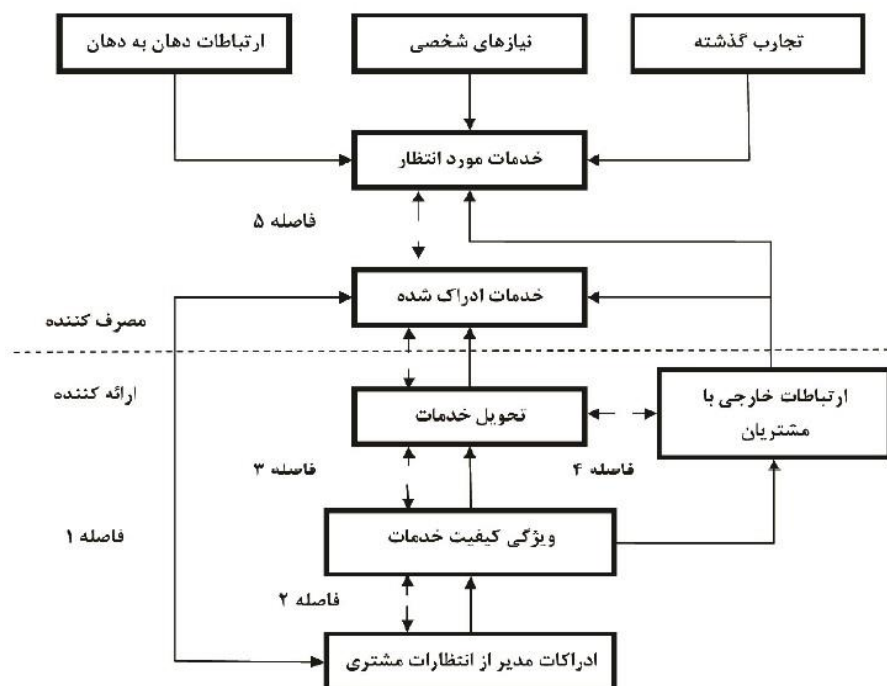 تجارب گذشته
نیازهای شخصی
ارتباطات دهان به دهان
خدمات مورد انتظار
فاصله ۵
خدمات ادراک شده
مصرف کننده
ارائه کننده
ارتباطات خارجی با
مشتریان
تحویل خدمات
فاصله ۴
فاصله ۳
ویژگی کیفیت خدمات
فاصله ۱
فاصله ۲
ادراکات مدیر از انتظارات مشتری